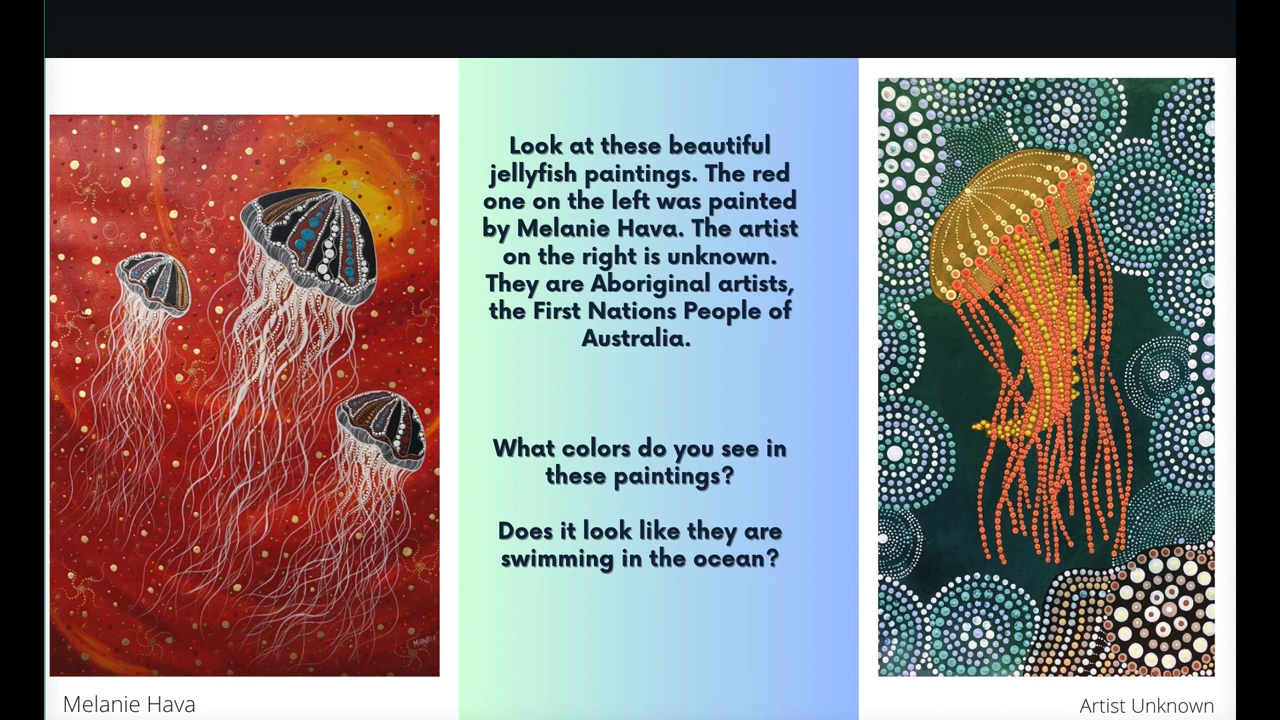 Look at these beautiful
jellyfish paintings. The red
one on the left was painted
by Melanie Hava. The artist
on the right is unknown.
They are Aboriginal artists,
the First Nations People of
Australia.
What colors do you see in
these paintings?
Does it look like they are
swimming in the ocean?
Melanie Hava
Artist Unknown